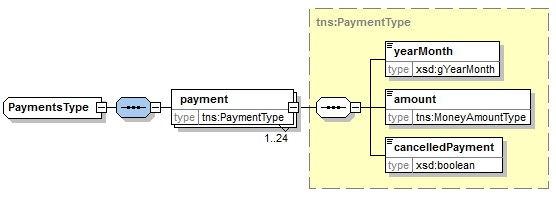 tns:PaymentType
yearMonth
type xsd:gYearMonth
PaymentsType
payment
type tns:PaymentType
1..24
amount
type tns:MoneyAmountType
cancelledPayment
type xsd:boolean